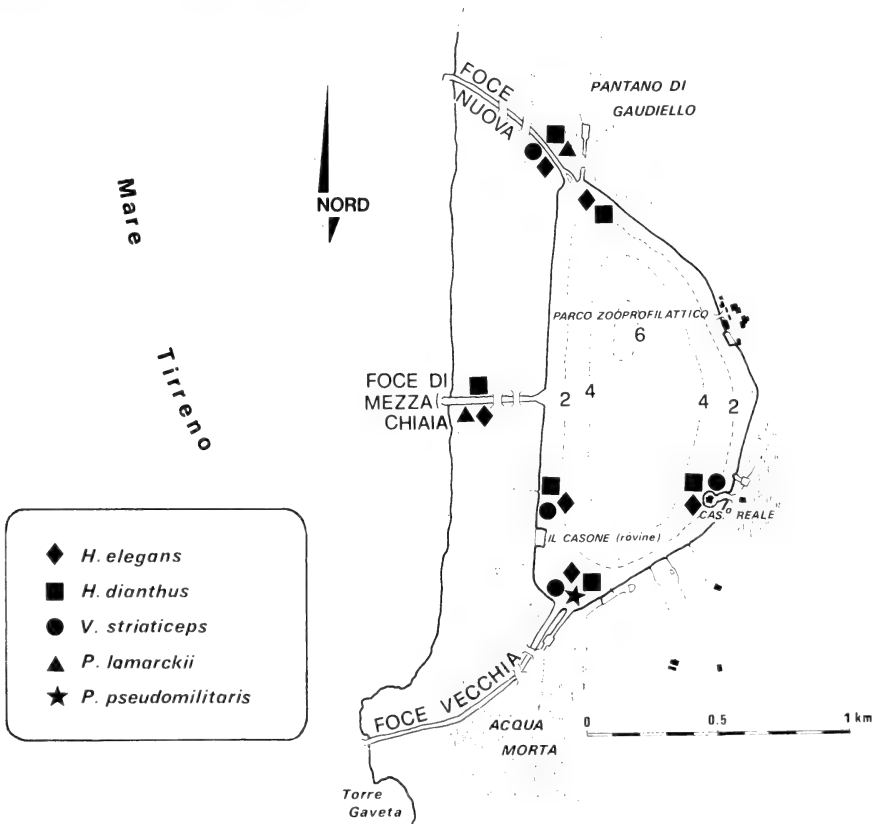 FOCE
NUOVA
PANTANO DI
GAUDIELLO
Mare
NORD
PARCO ZOOPROFILATTICO
6
Tirreno
FOCE DI
MEZZA
CHIAIA
2
4
4
2
CAS.º REALE
IL CASONE (rovine)
H. elegans
H. dianthus
V. striaticeps
P. lamarckii
P. pseudomilitaris
FOCE VECCHIA
ACQUA
MORTA
0 0.5 1 km
Torre
Gaveta